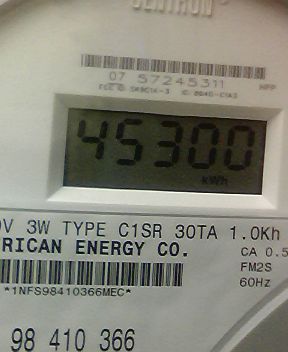 CENTRON
07 57245311
45300
kWh
0V 3W TYPE C1SR 30TA 1.0Kh
RICAN ENERGY CO.
CA 0.5
FM2S
60Hz
*1NFS98410366MEC*
98 410 366